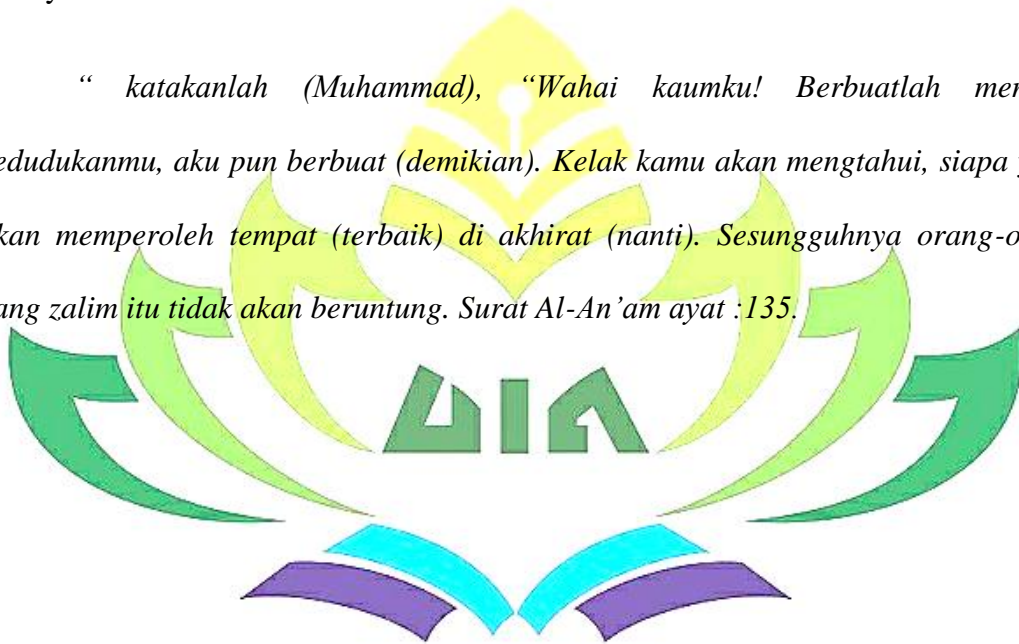 “ katakanlah (Muhammad), “Wahai kaumku! Berbuatlah men
edudukanmu, aku pun berbuat (demikian). Kelak kamu akan mengtahui, siapa y
kan memperoleh tempat (terbaik) di akhirat (nanti). Sesungguhnya orang-o
ang zalim itu tidak akan beruntung. Surat Al-An’am ayat :135.
UIN